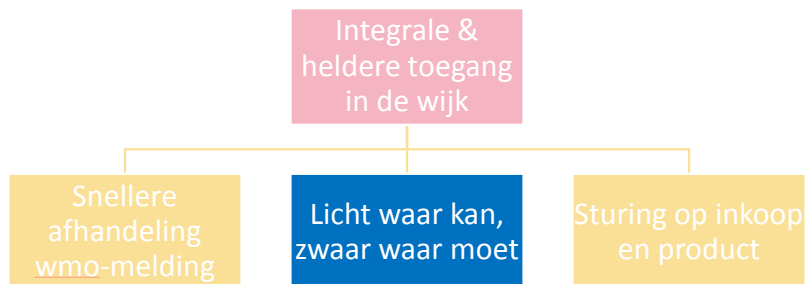 Integrale &
heldere toegang
in de wijk
Snellere
afhandeling
wmo-melding
Licht waar kan,
zwaar waar moet
Sturing op inkoop
en product